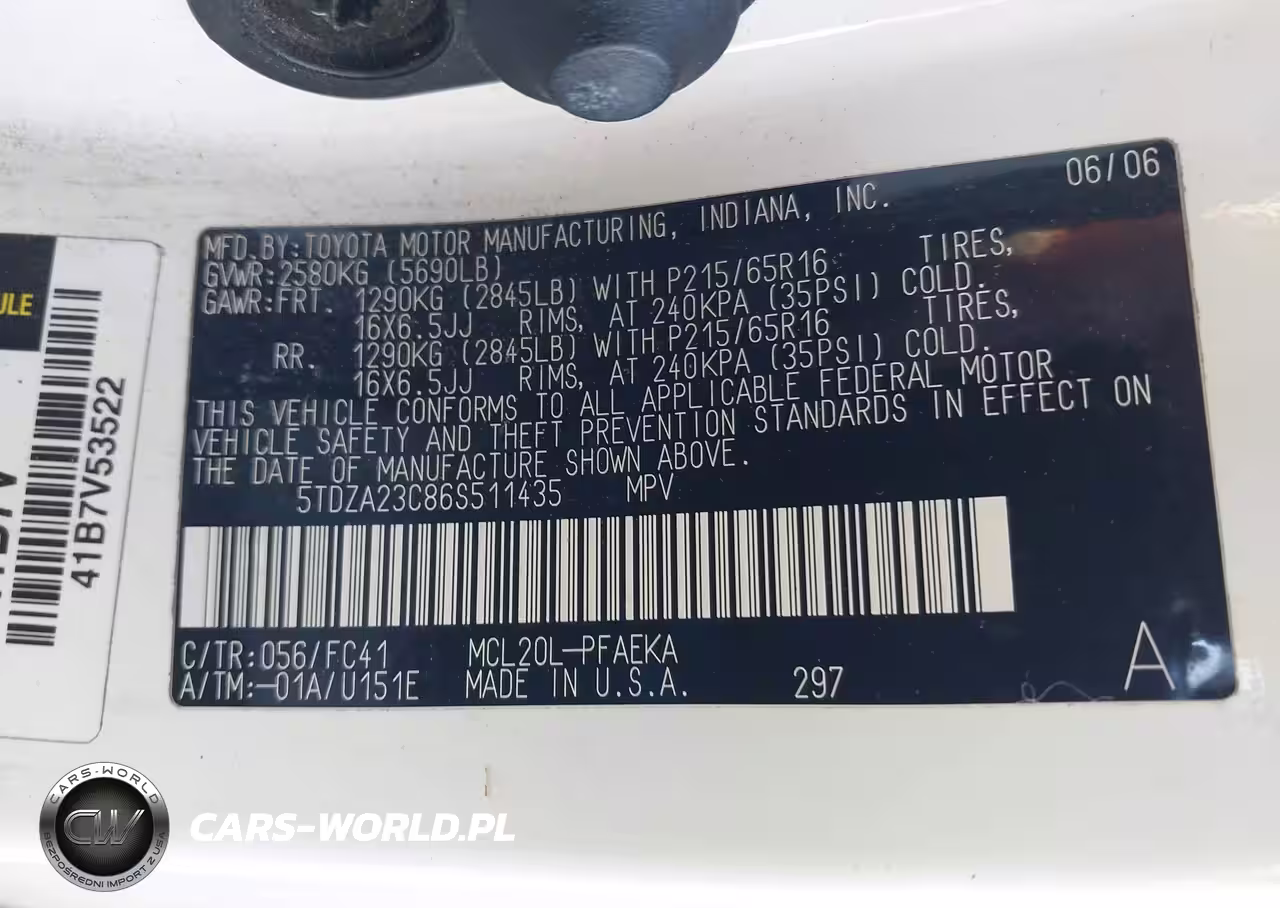 06/06
MFD.BY:TOYOTA MOTOR MANUFACTURING, INDIANA, INC.
GVWR:2580KG (5690LB)
GAWR:FRT. 1290KG (2845LB) WITH P215/65R16 TIRES,
16X6.5JJ RIMS, AT 240KPA (35PSI) COLD.
RR. 1290KG (2845LB) WITH P215/65R16 TIRES,
16X6.5JJ RIMS, AT 240KPA (35PSI) COLD.
THIS VEHICLE CONFORMS TO ALL APPLICABLE FEDERAL MOTOR
VEHICLE SAFETY AND THEFT PREVENTION STANDARDS IN EFFECT ON
THE DATE OF MANUFACTURE SHOWN ABOVE.
5TDZA23C86S511435 MPV
C/TR:056/FC41 MCL20L-PFAEKA
A/TM:-01A/U151E MADE IN U.S.A. 297 A
41B7V53522
CARS-WORLD
CW
BEZPOŚREDNI IMPORT Z USA
CARS-WORLD.PL